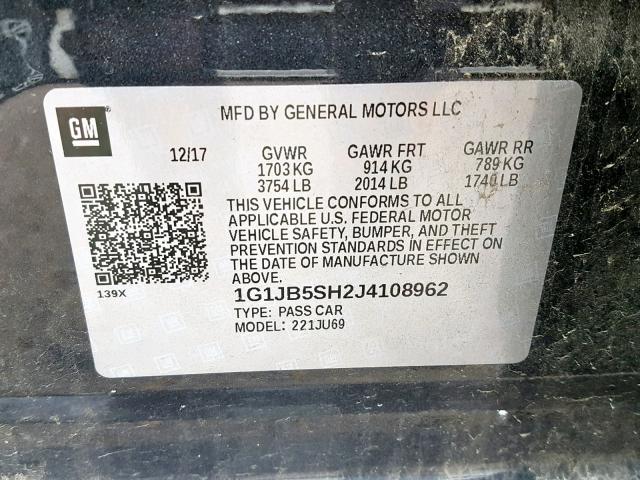 GM
MFD BY GENERAL MOTORS LLC
12/17 GVWR GAWR FRT GAWR RR
1703 KG 914 KG 789 KG
3754 LB 2014 LB 1740 LB
THIS VEHICLE CONFORMS TO ALL
APPLICABLE U.S. FEDERAL MOTOR
VEHICLE SAFETY, BUMPER, AND THEFT
PREVENTION STANDARDS IN EFFECT ON
THE DATE OF MANUFACTURE SHOWN
ABOVE.
139X
1G1JB5SH2J4108962
TYPE: PASS CAR
MODEL: 221JU69